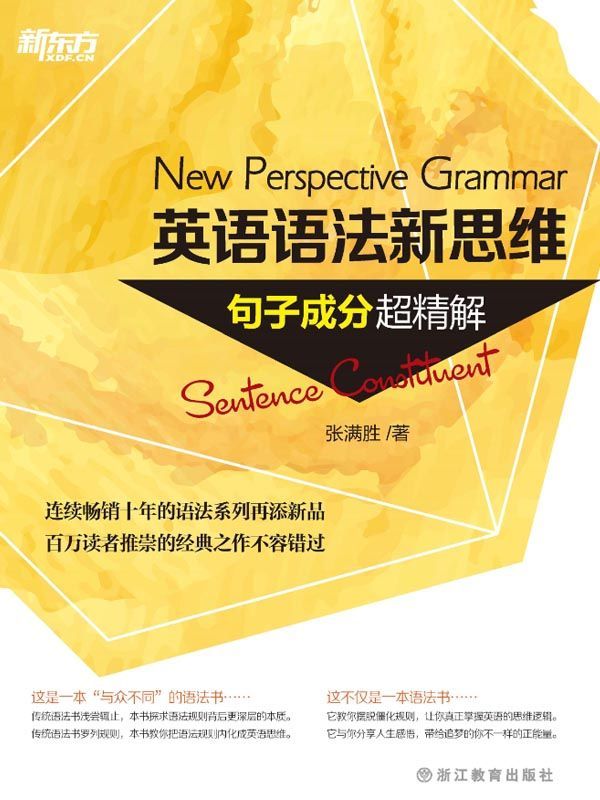 新东方
XDF.CN
New Perspective Grammar
英语语法新思维
句子成分超精解
Sentence Constituent
张满胜 /著
连续畅销十年的语法系列再添新品
百万读者推崇的经典之作不容错过
这是一本“与众不同”的语法书……
传统语法书浅尝辄止，本书探求语法规则背后更深层的本质。
传统语法书罗列规则，本书教你把语法规则内化成英语思维。
这不仅是一本语法书……
它教你摆脱僵化规则，让你真正掌握英语的思维逻辑。
它与你分享人生感悟，带给追梦的你不一样的正能量。
浙江教育出版社